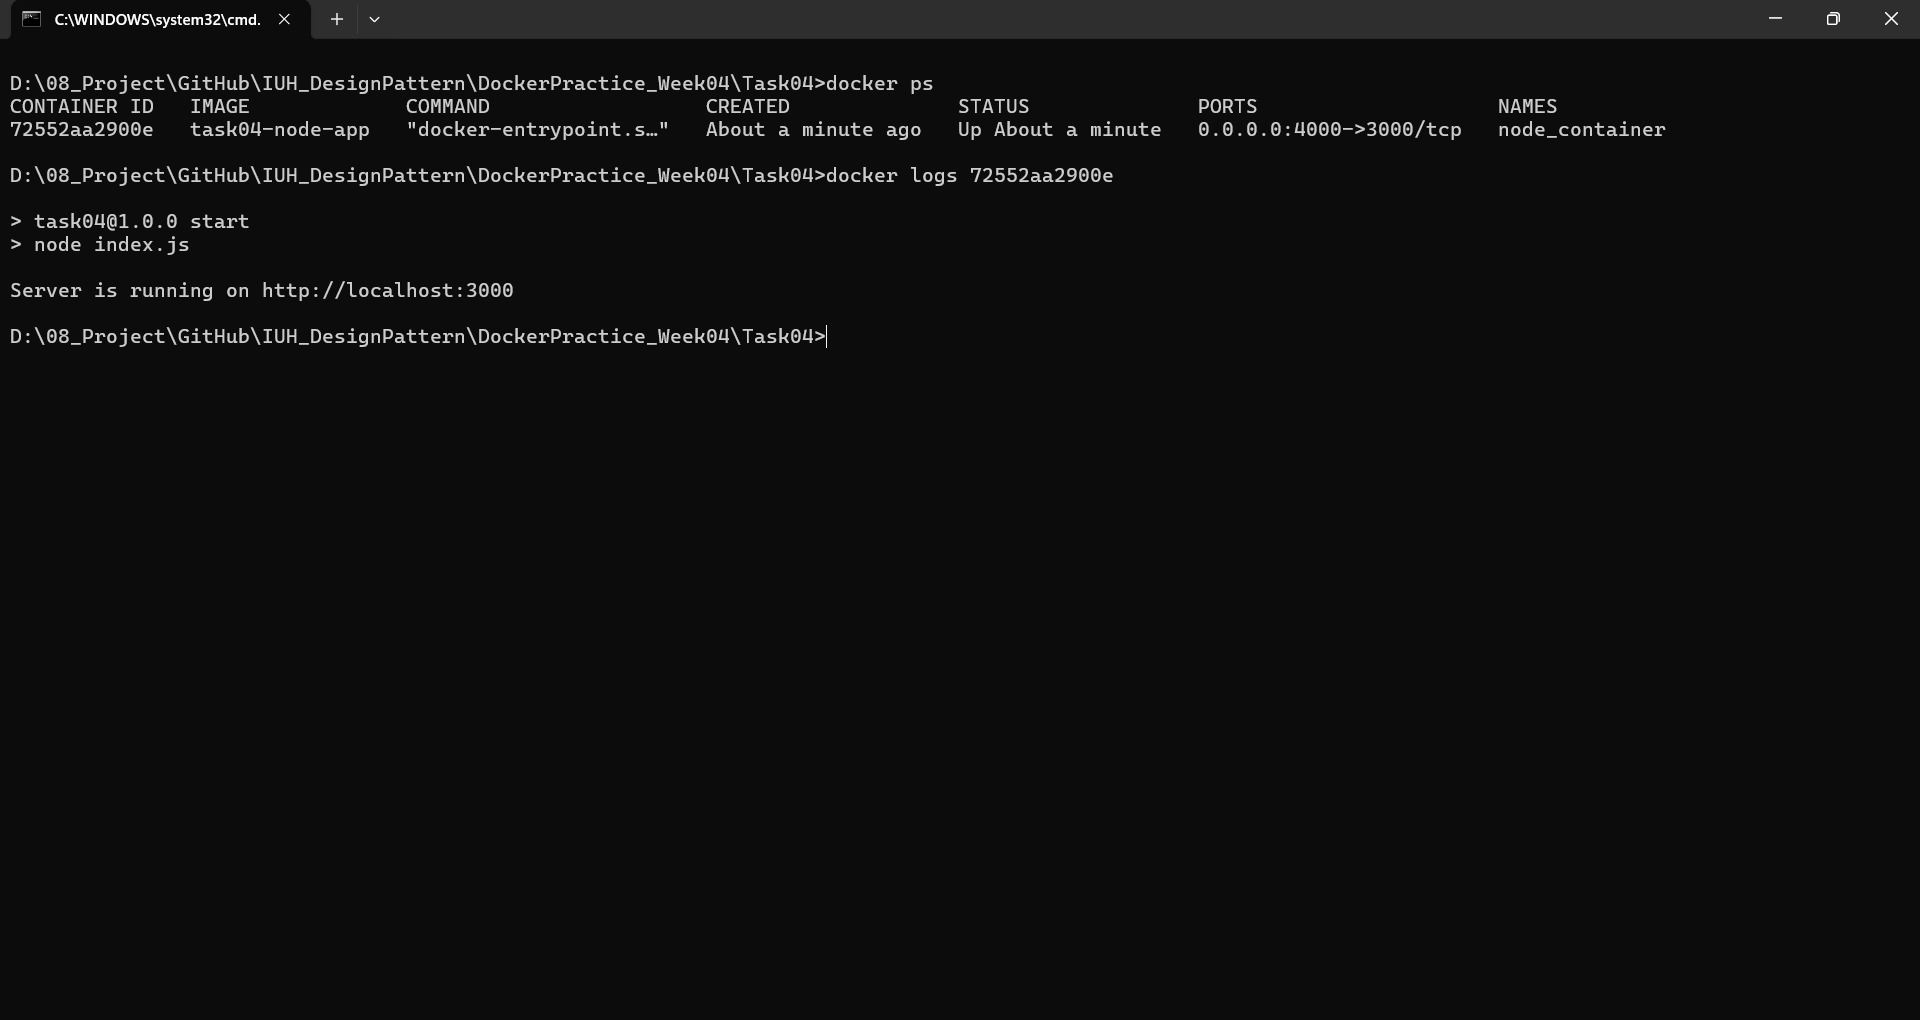 C:\WINDOWS\system32\cmd.
D:\08_Project\GitHub\IUH_DesignPattern\DockerPractice_Week04\Task04>docker ps
CONTAINER ID   IMAGE             COMMAND                  CREATED              STATUS              PORTS                    NAMES
72552aa2900e   task04-node-app   "docker-entrypoint.s…"   About a minute ago   Up About a minute   0.0.0.0:4000->3000/tcp   node_container
D:\08_Project\GitHub\IUH_DesignPattern\DockerPractice_Week04\Task04>docker logs 72552aa2900e
> task04@1.0.0 start
> node index.js
Server is running on http://localhost:3000
D:\08_Project\GitHub\IUH_DesignPattern\DockerPractice_Week04\Task04>